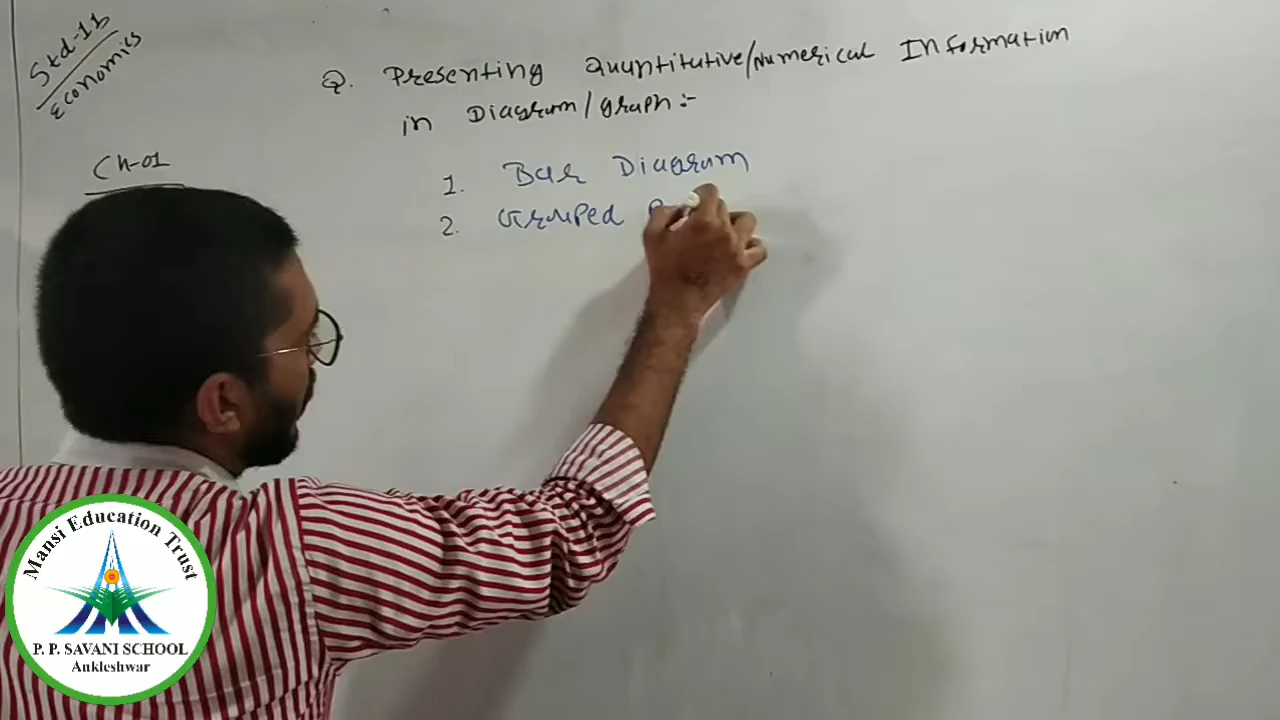 Std-11
Economics
Ch-01
Q. Presenting Quantitutive/Numerical Information
in Diagram/graph:-
1. Bar Diagram
2. Grouped
Mansi Education Trust
P. P. SAVANI SCHOOL
Ankleshwar